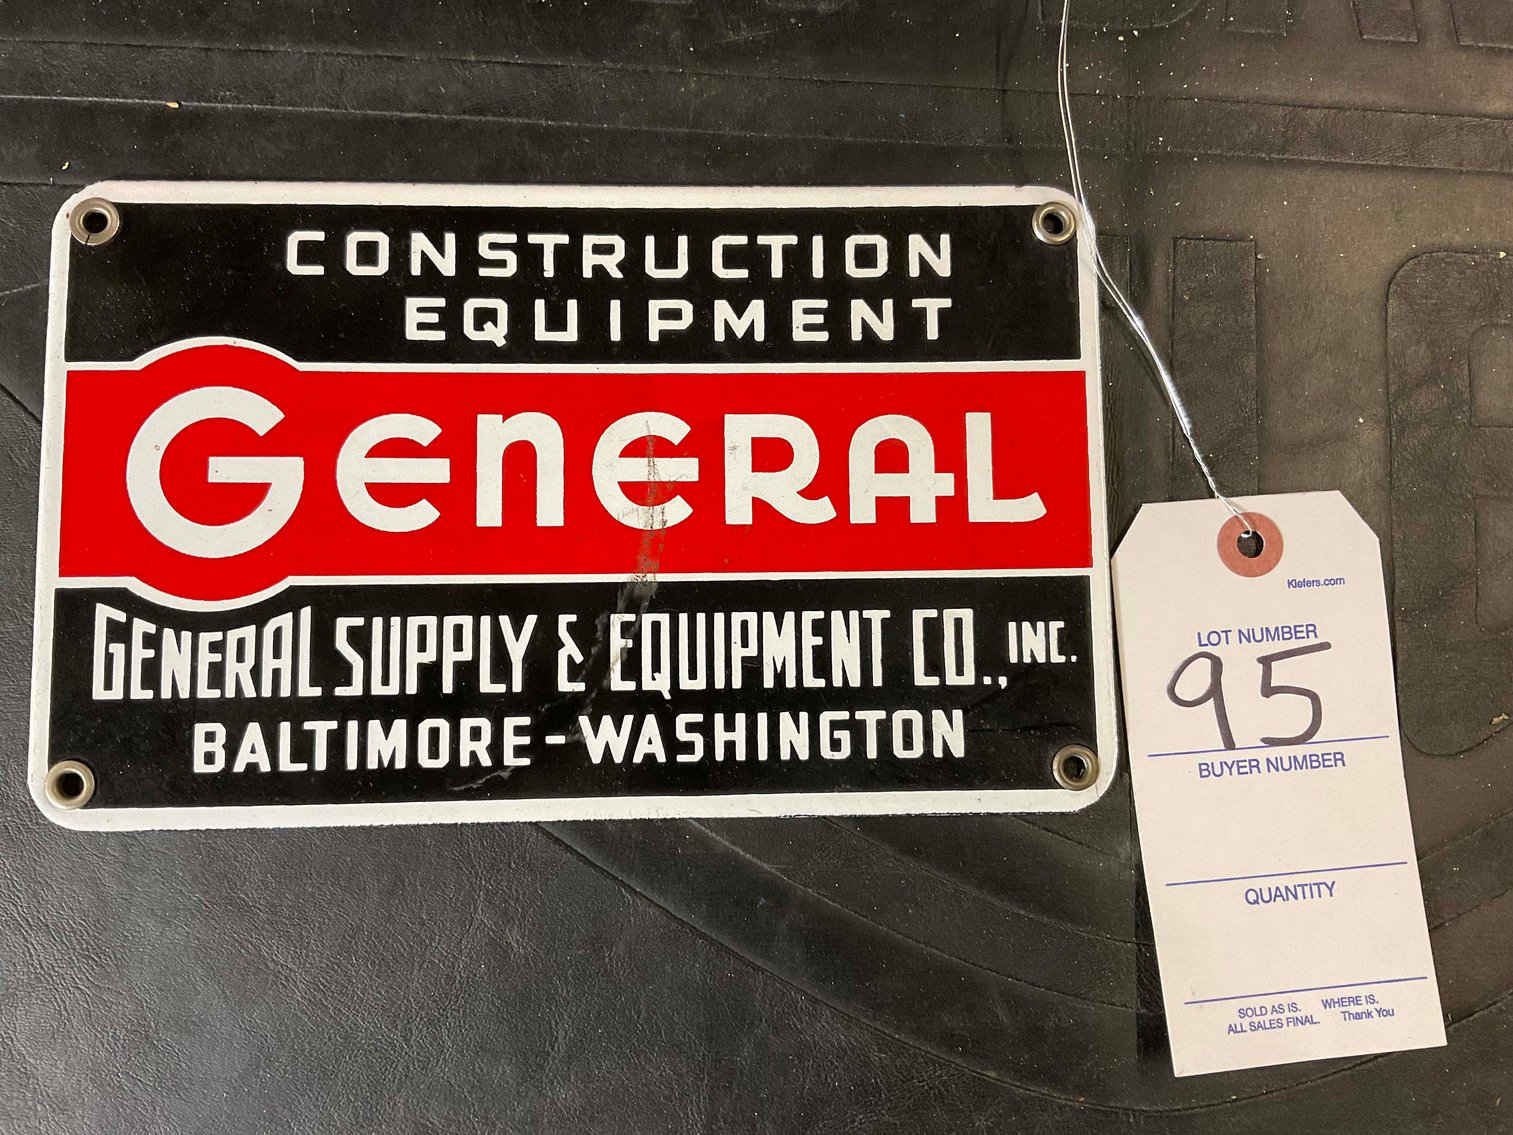 CONSTRUCTION
EQUIPMENT
GENERAL
GENERAL SUPPLY & EQUIPMENT CO., INC.
BALTIMORE-WASHINGTON
Kiefers.com
LOT NUMBER
95
BUYER NUMBER
QUANTITY
SOLD AS IS. WHERE IS.
ALL SALES FINAL. Thank You